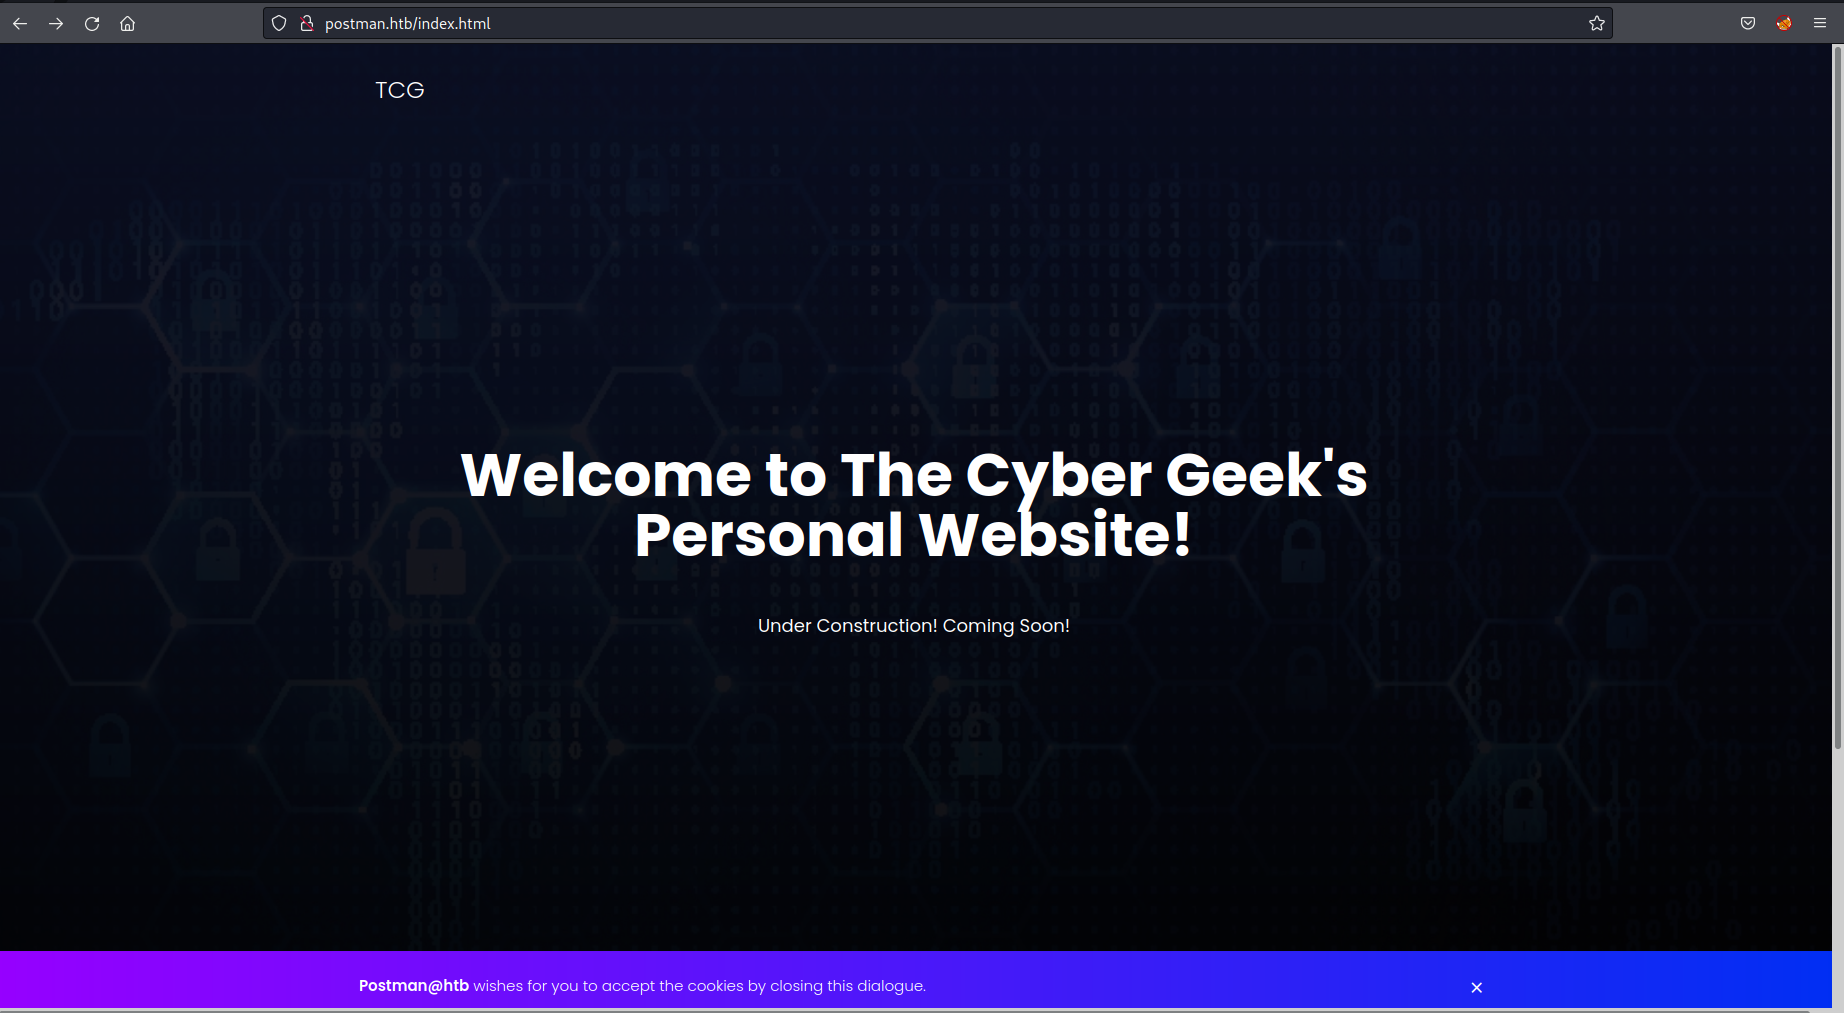 postman.htb/index.html
TCG
Welcome to The Cyber Geek's
Personal Website!
Under Construction! Coming Soon!
Postman@htb wishes for you to accept the cookies by closing this dialogue.